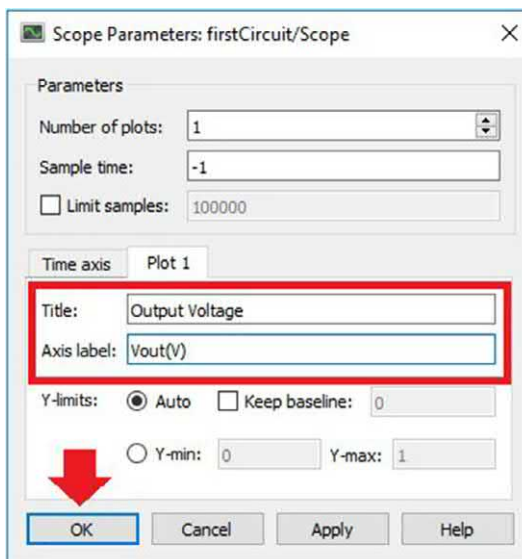 Scope Parameters: firstCircuit/Scope
Parameters
Number of plots: 1
Sample time: -1
Limit samples: 100000
Time axis Plot 1
Title: Output Voltage
Axis label: Vout(V)
Y-limits: Auto Keep baseline: 0
Y-min: 0 Y-max: 1
OK Cancel Apply Help